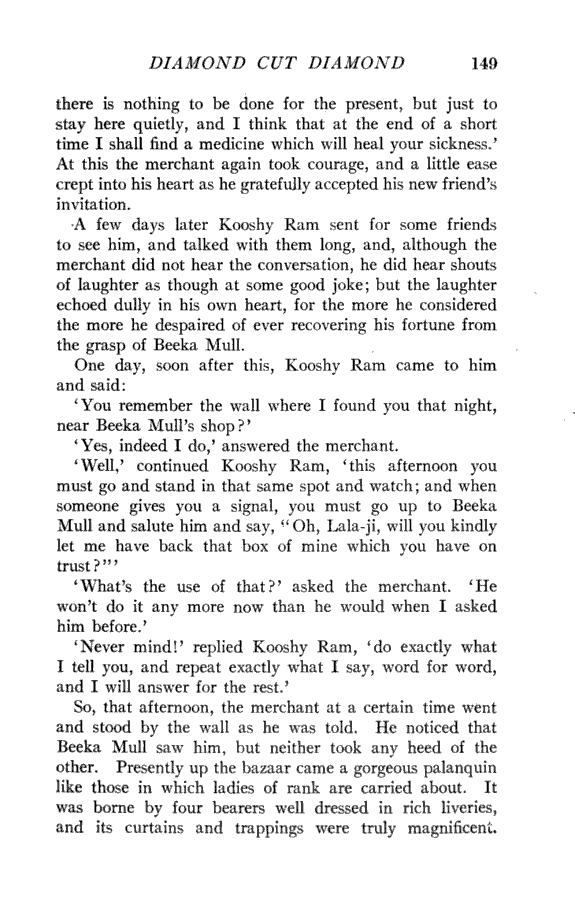 DIAMOND CUT DIAMOND 149
there is nothing to be done for the present, but just to
stay here quietly, and I think that at the end of a short
time I shall find a medicine which will heal your sickness.'
At this the merchant again took courage, and a little ease
crept into his heart as he gratefully accepted his new friend's
invitation.
A few days later Kooshy Ram sent for some friends
to see him, and talked with them long, and, although the
merchant did not hear the conversation, he did hear shouts
of laughter as though at some good joke; but the laughter
echoed dully in his own heart, for the more he considered
the more he despaired of ever recovering his fortune from
the grasp of Beeka Mull.
One day, soon after this, Kooshy Ram came to him
and said:
'You remember the wall where I found you that night,
near Beeka Mull's shop?'
'Yes, indeed I do,' answered the merchant.
'Well,' continued Kooshy Ram, 'this afternoon you
must go and stand in that same spot and watch; and when
someone gives you a signal, you must go up to Beeka
Mull and salute him and say, "Oh, Lala-ji, will you kindly
let me have back that box of mine which you have on
trust?"'
'What's the use of that?' asked the merchant. 'He
won't do it any more now than he would when I asked
him before.'
'Never mind!' replied Kooshy Ram, 'do exactly what
I tell you, and repeat exactly what I say, word for word,
and I will answer for the rest.'
So, that afternoon, the merchant at a certain time went
and stood by the wall as he was told. He noticed that
Beeka Mull saw him, but neither took any heed of the
other. Presently up the bazaar came a gorgeous palanquin
like those in which ladies of rank are carried about. It
was borne by four bearers well dressed in rich liveries,
and its curtains and trappings were truly magnificent.